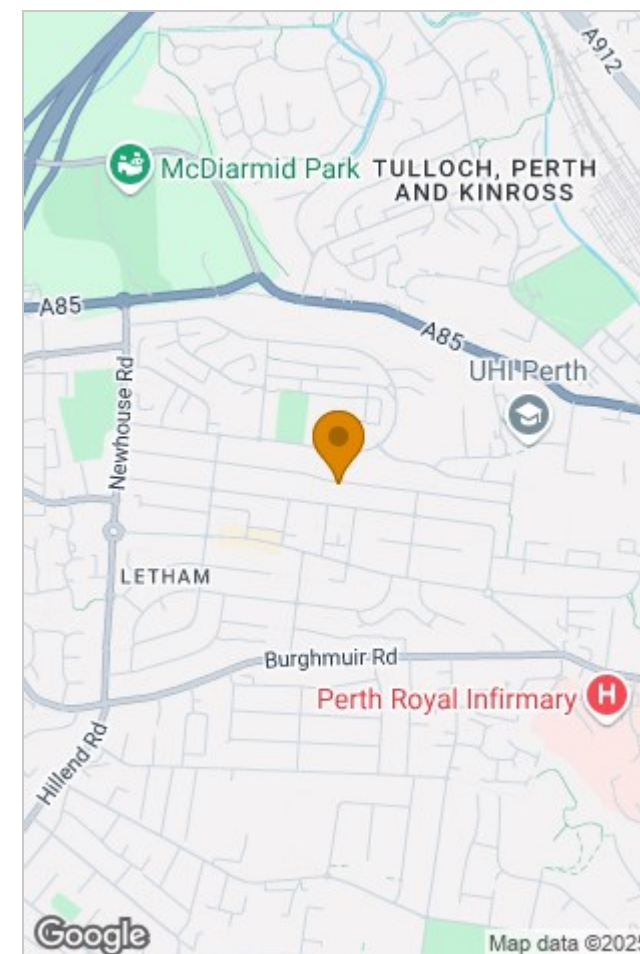 A912
McDiarmid Park
TULLOCH, PERTH
AND KINROSS
A85
A85
UHI Perth
Newhouse Rd
LETHAM
Burghmuir Rd
Perth Royal Infirmary
H
Hillend Rd
Google
Map data ©2025